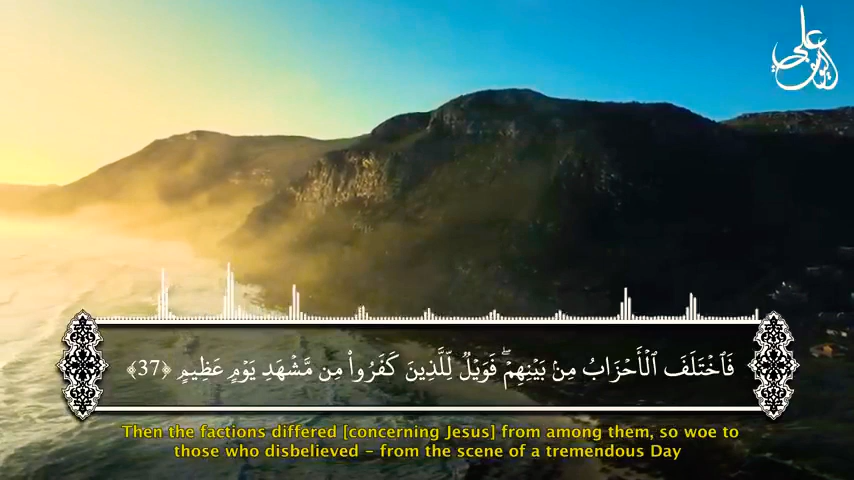 فَٱخْتَلَفَ ٱلْأَحْزَابُ مِنۢ بَيْنِهِمْ ۖ فَوَيْلٌ لِّلَّذِينَ كَفَرُوا۟ مِن مَّشْهَدِ يَوْمٍ عَظِيمٍ ﴿37﴾
Then the factions differed [concerning Jesus] from among them, so woe to
those who disbelieved – from the scene of a tremendous Day